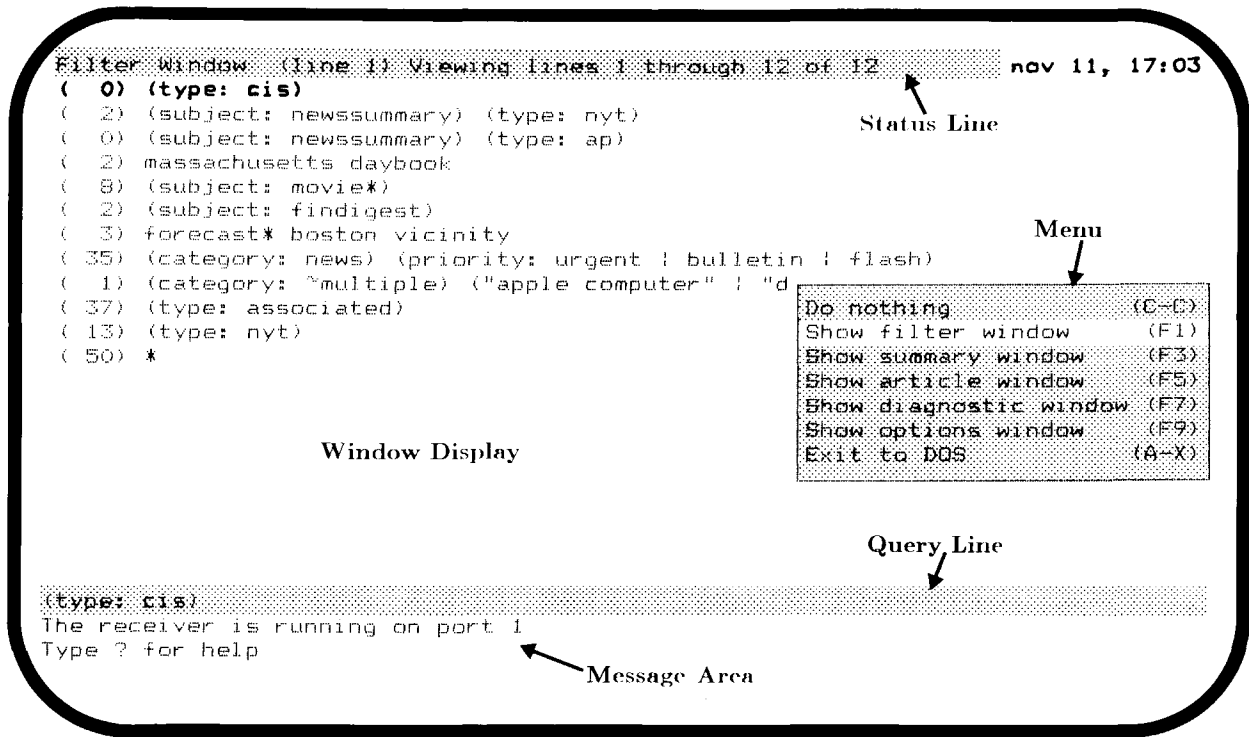 Filter Window (line 1) Viewing lines 1 through 12 of 12 nov 11, 17:03
( 0) (type: cis)
( 2) (subject: newssummary) (type: nyt)
Status Line
( 0) (subject: newssummary) (type: ap)
( 2) massachusetts daybook
( 8) (subject: movie*)
( 2) (subject: findigest)
( 3) forecast* boston vicinity
Menu
( 35) (category: news) (priority: urgent | bulletin | flash)
( 1) (category: ~multiple) ("apple computer" | "d
( 37) (type: associated)
( 13) (type: nyt)
( 50) *
Do nothing (C-C)
Show filter window (F1)
Show summary window (F3)
Show article window (F5)
Show diagnostic window (F7)
Show options window (F9)
Exit to DOS (A-X)
Window Display
Query Line
(type: cis)
The receiver is running on port 1
Type ? for help
Message Area